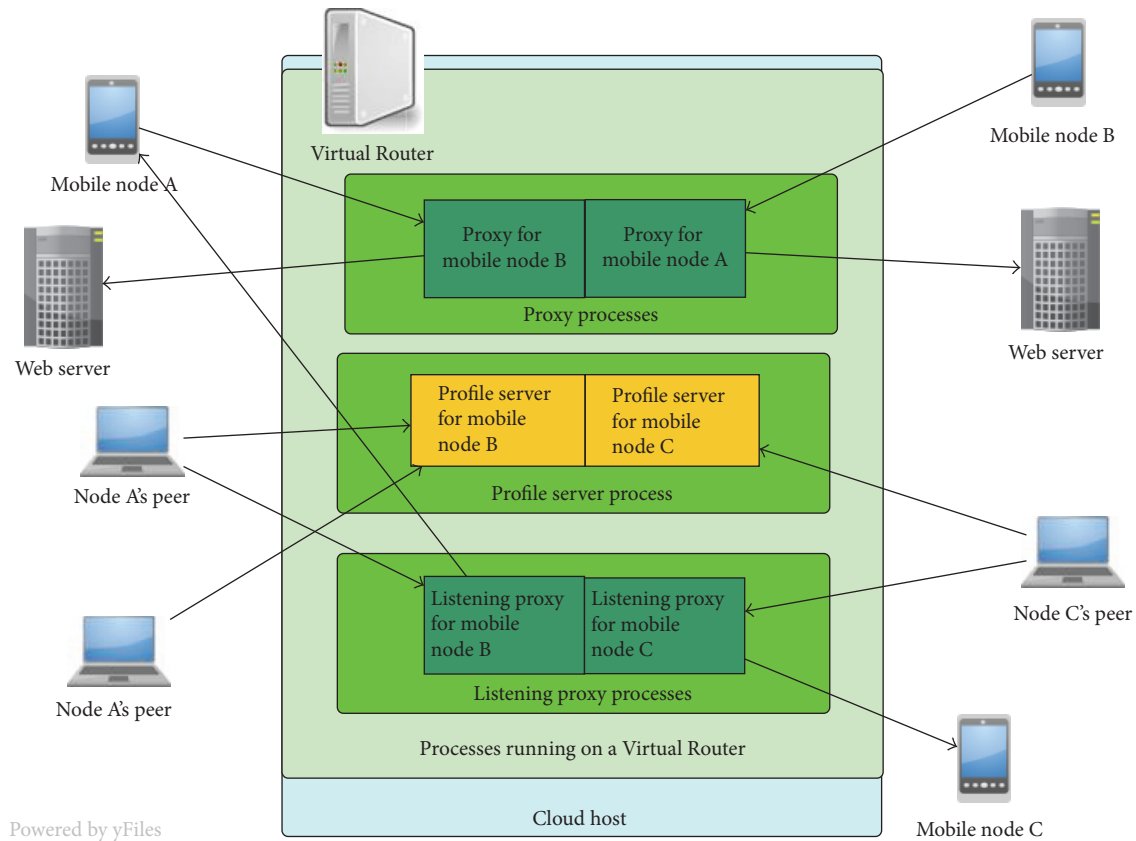 Virtual Router
Mobile node A
Mobile node B
Proxy for
mobile node B
Proxy for
mobile node A
Proxy processes
Web server
Web server
Profile server
for mobile
node B
Profile server
for mobile
node C
Profile server process
Node A's peer
Listening proxy
for mobile
node B
Listening proxy
for mobile
node C
Listening proxy processes
Node C's peer
Node A's peer
Processes running on a Virtual Router
Cloud host
Mobile node C
Powered by yFiles